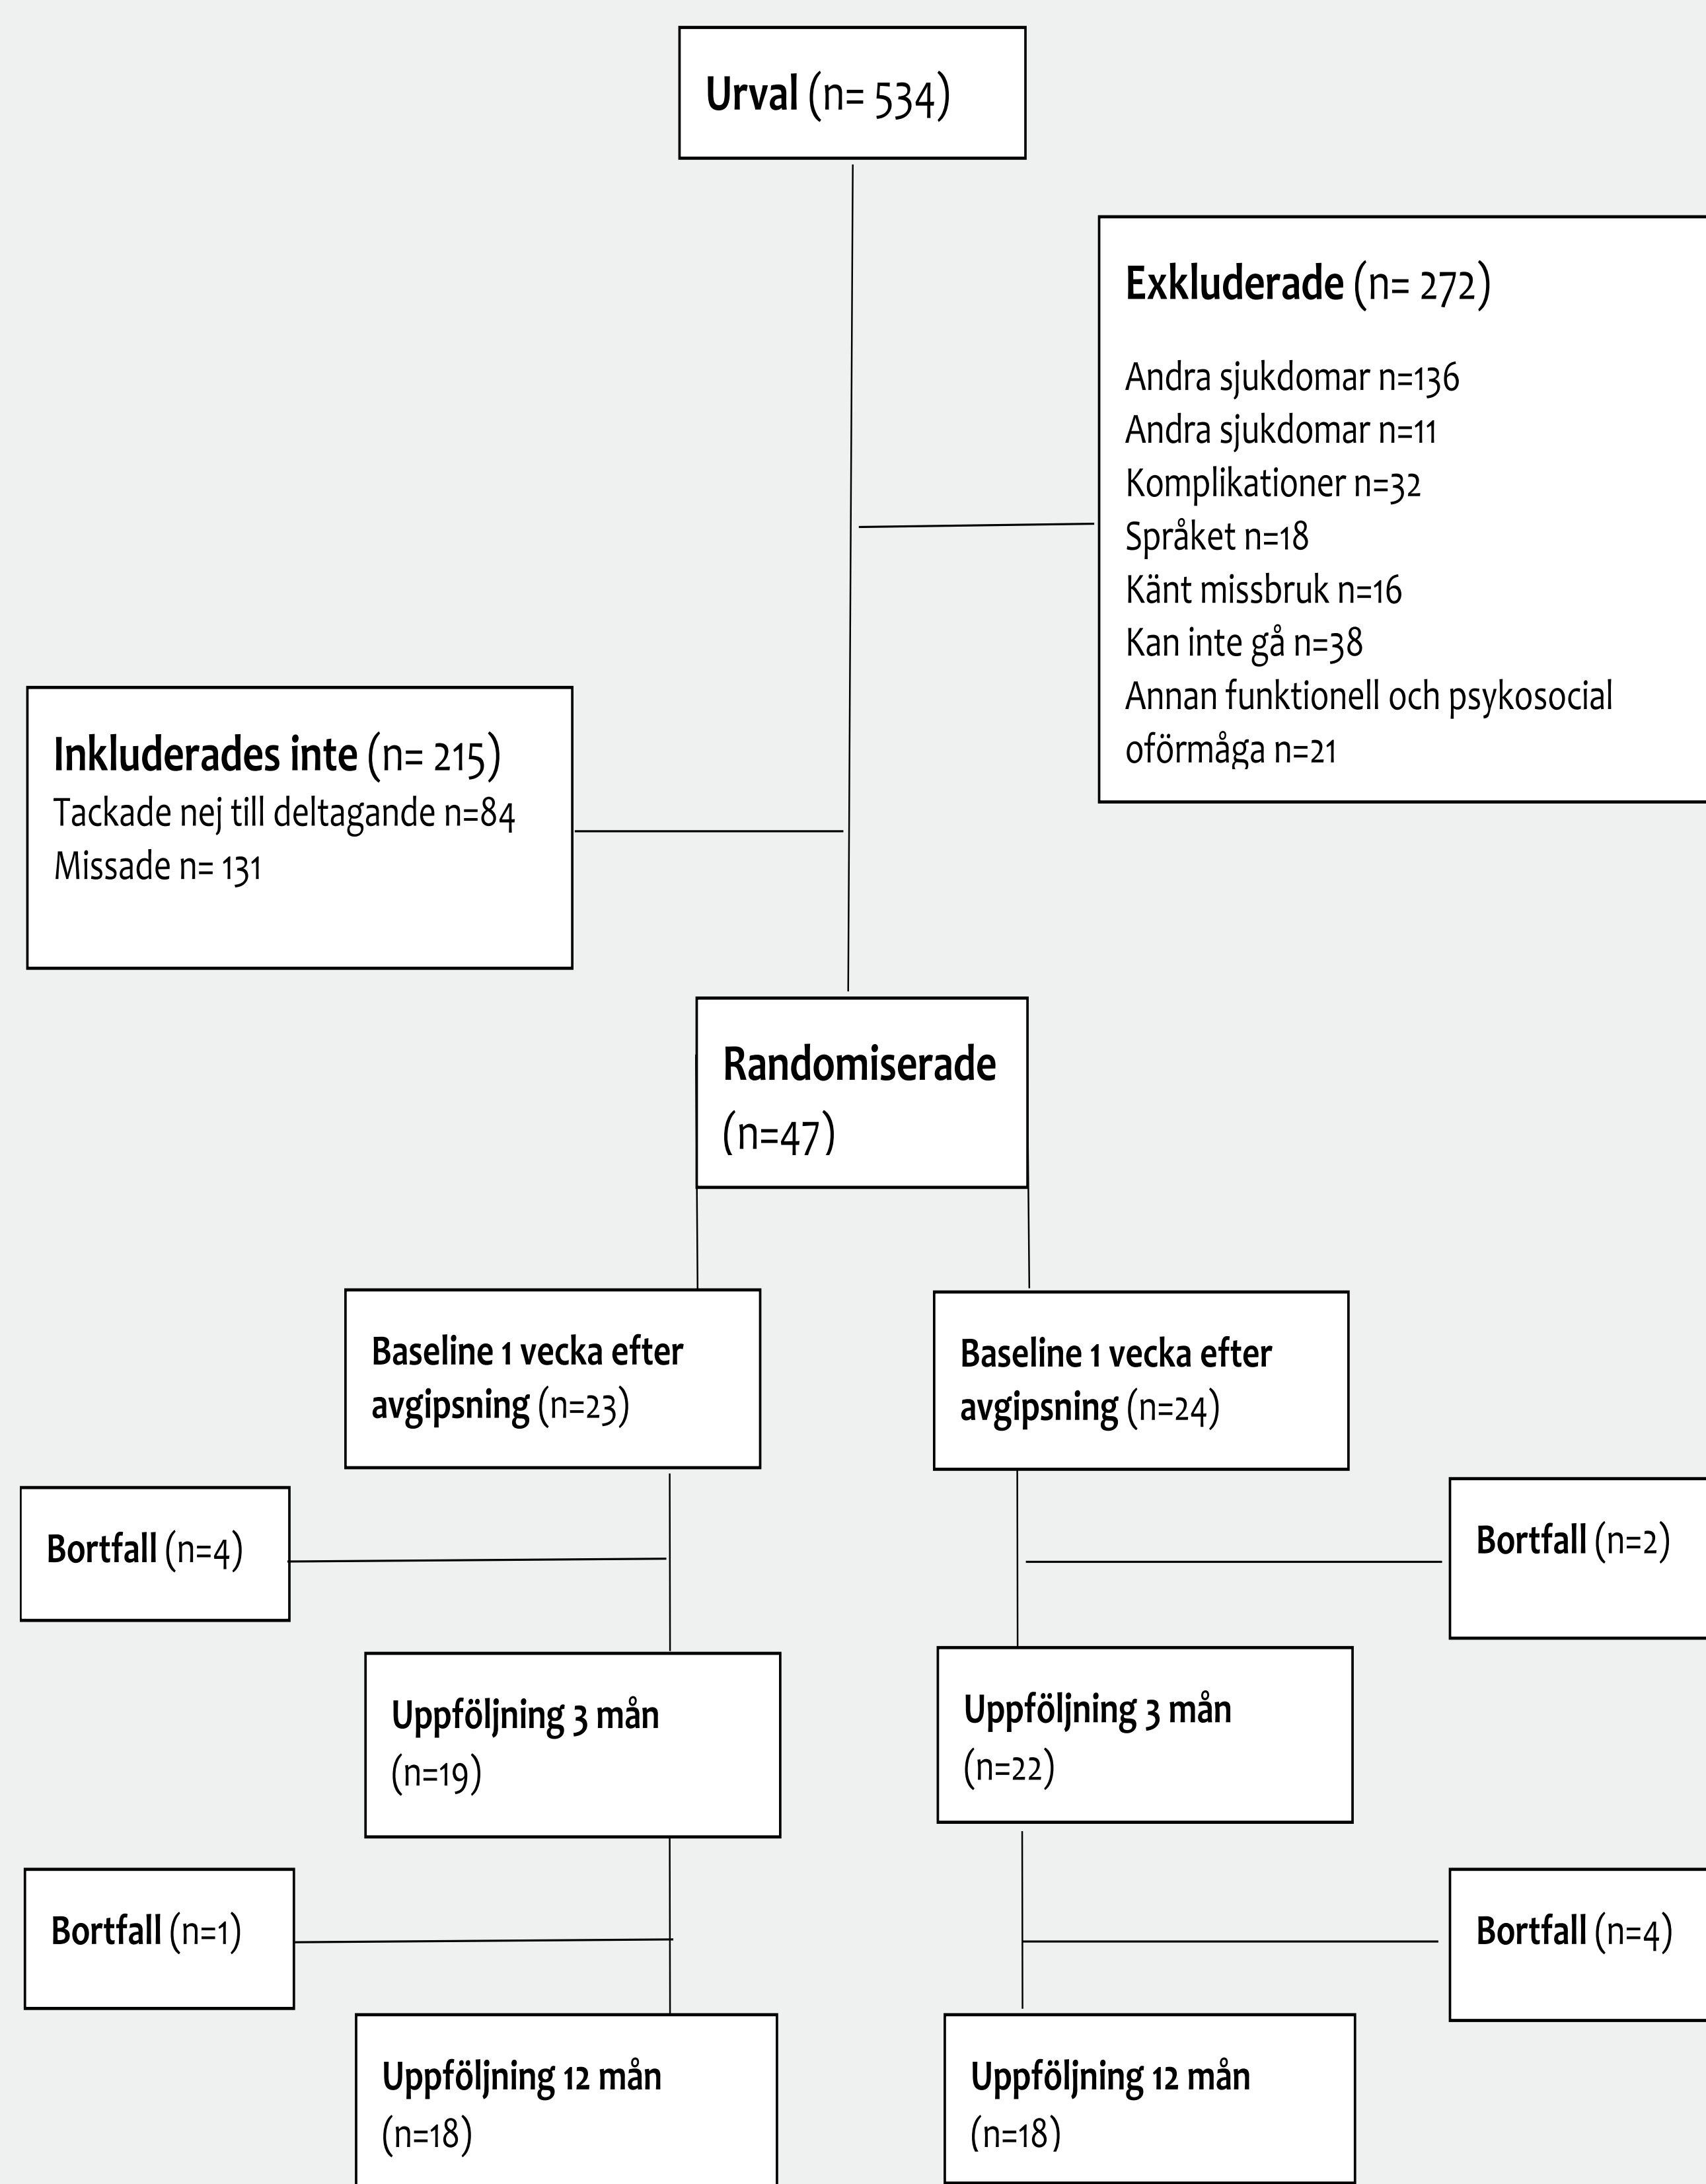 Urval (n= 534)
Exkluderade (n= 272)
Andra sjukdomar n=136
Andra sjukdomar n=11
Komplikationer n=32
Språket n=18
Känt missbruk n=16
Kan inte gå n=38
Annan funktionell och psykosocial
oförmåga n=21
Inkluderades inte (n= 215)
Tackade nej till deltagande n=84
Missade n= 131
Randomiserade
(n=47)
Baseline 1 vecka efter
avgipsning (n=23)
Baseline 1 vecka efter
avgipsning (n=24)
Bortfall (n=4)
Bortfall (n=2)
Uppföljning 3 mån
(n=19)
Uppföljning 3 mån
(n=22)
Bortfall (n=1)
Bortfall (n=4)
Uppföljning 12 mån
(n=18)
Uppföljning 12 mån
(n=18)